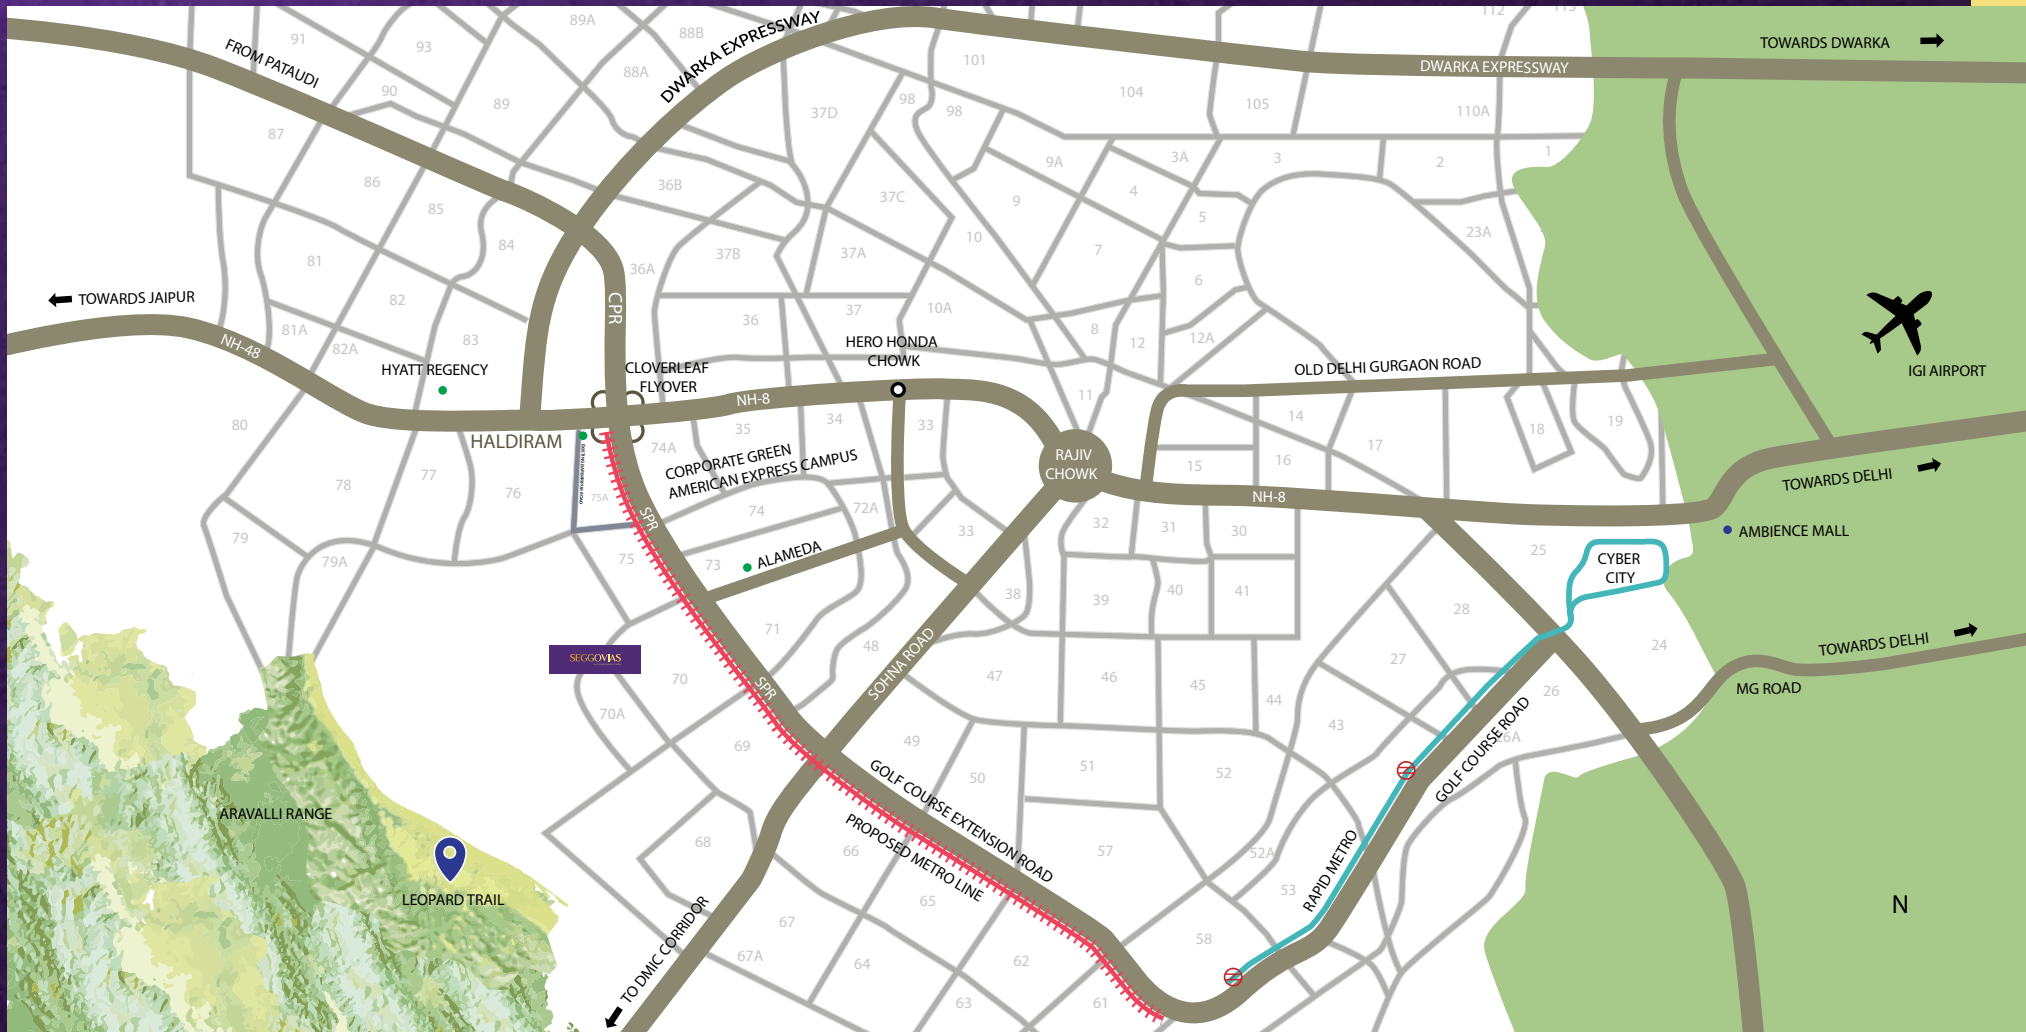 89A
88B
112
113
91
93
FROM PATAUDI
88A
DWARKA EXPRESSWAY
101
TOWARDS DWARKA
DWARKA EXPRESSWAY
90
89
37D
98
98
104
105
110A
87
86
85
36B
37C
9A
3A
3
2
1
9
4
5
84
81
36A
37B
37A
10
7
23A
6
TOWARDS JAIPUR
82
CPR
36
37
10A
8
12
12A
81A
82A
83
NH-48
HERO HONDA
CHOWK
HYATT REGENCY
CLOVERLEAF
FLYOVER
OLD DELHI GURGAON ROAD
IGI AIRPORT
NH-8
11
80
HALDIRAM
35
34
33
74A
14
17
18
19
CORPORATE GREEN
AMERICAN EXPRESS CAMPUS
RAJIV
CHOWK
15
16
TOWARDS DELHI
NH-8
78
77
76
75A
SPR
74
72A
33
32
31
30
79
79A
75
73
ALAMEDA
25
AMBIENCE MALL
CYBER
CITY
38
39
40
41
28
71
48
SOHNA ROAD
24
TOWARDS DELHI
MG ROAD
SEGGOVIAS
70
SPR
70A
47
46
45
44
27
26
43
26A
GOLF COURSE ROAD
69
49
50
51
52
GOLF COURSE EXTENSION ROAD
PROPOSED METRO LINE
ARAVALLI RANGE
LEOPARD TRAIL
68
66
57
52A
53
RAPID METRO
65
67
67A
64
62
58
63
61
TO DMIC CORRIDOR
N